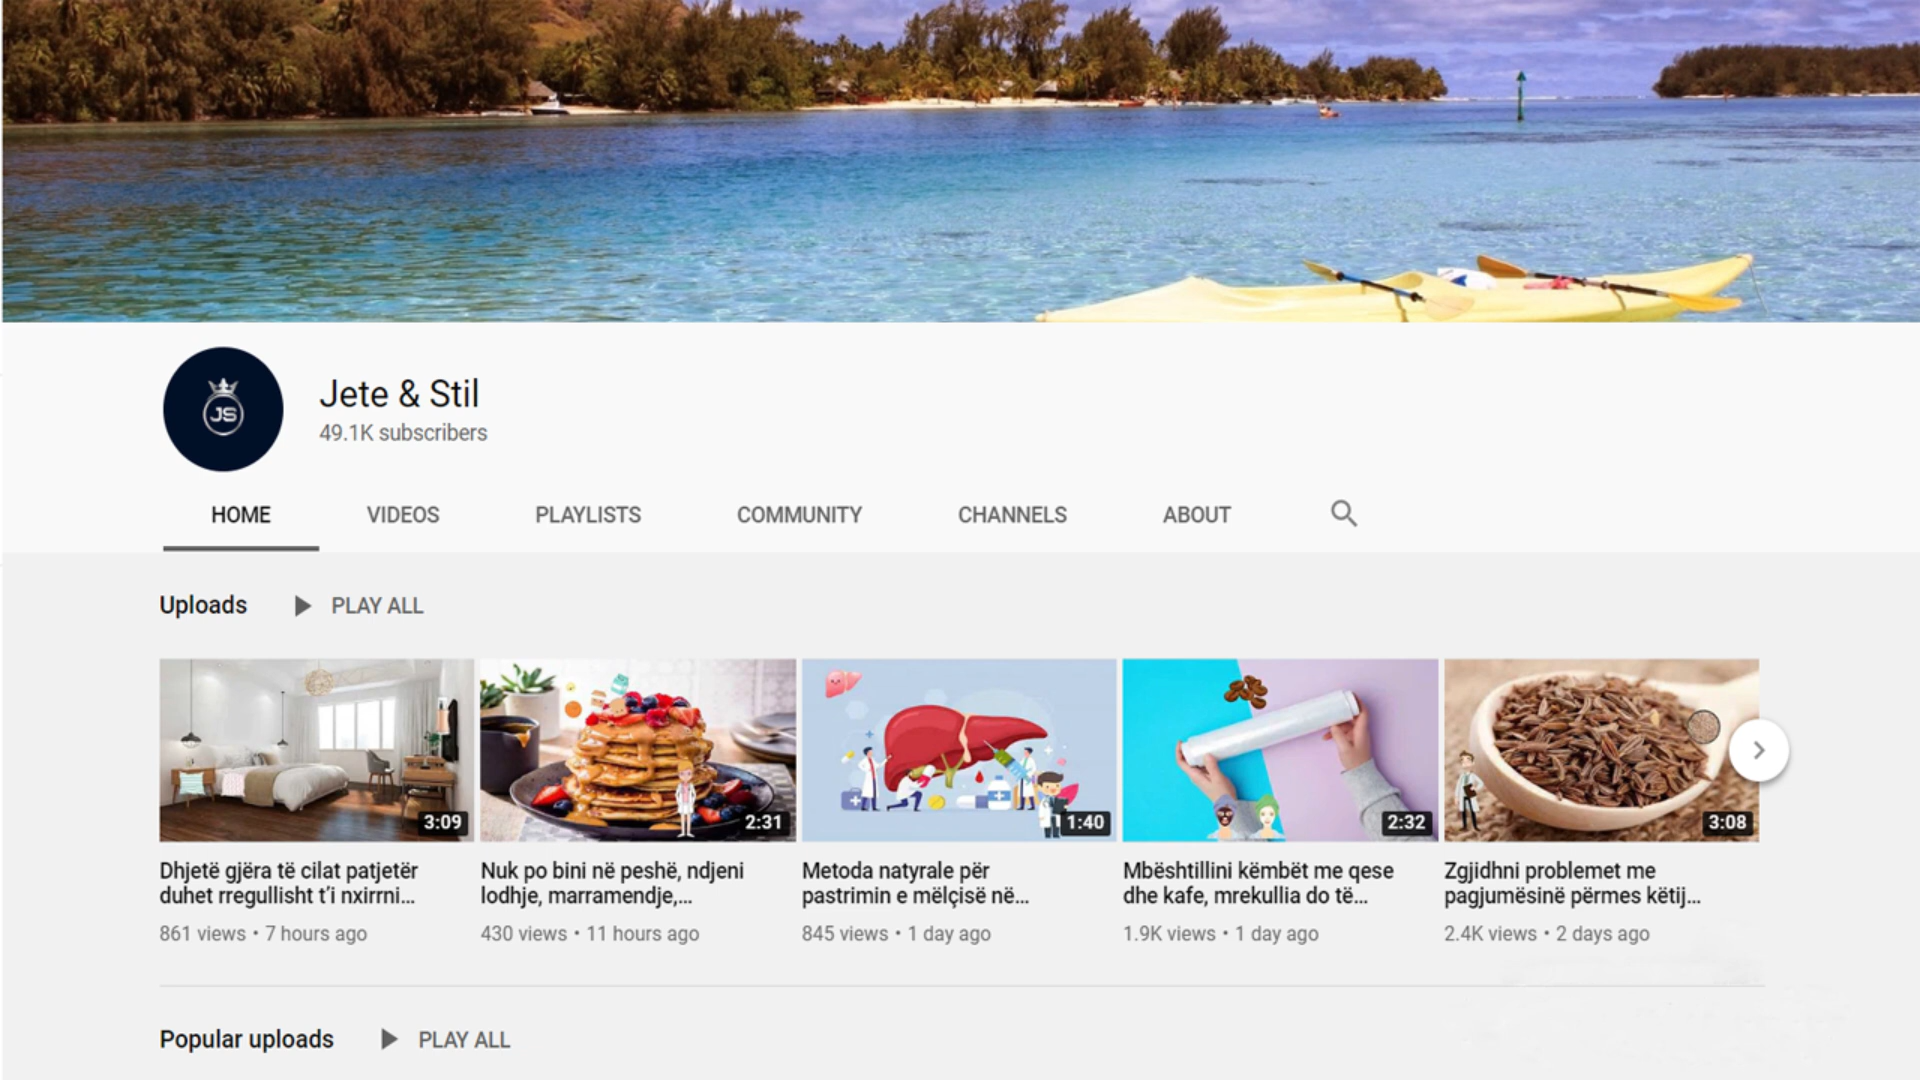 JS
Jete & Stil
49.1K subscribers
HOME VIDEOS PLAYLISTS COMMUNITY CHANNELS ABOUT
Uploads PLAY ALL
3:09 2:31 1:40 2:32 3:08
Dhjetë gjëra të cilat patjetër
duhet rregullisht t’i nxirrni...
861 views • 7 hours ago
Nuk po bini në peshë, ndjeni
lodhje, marramendje,...
430 views • 11 hours ago
Metoda natyrale për
pastrimin e mëlçisë në...
845 views • 1 day ago
Mbështillini këmbët me qese
dhe kafe, mrekullia do të...
1.9K views • 1 day ago
Zgjidhni problemet me
pagjumësinë përmes këtij...
2.4K views • 2 days ago
Popular uploads PLAY ALL